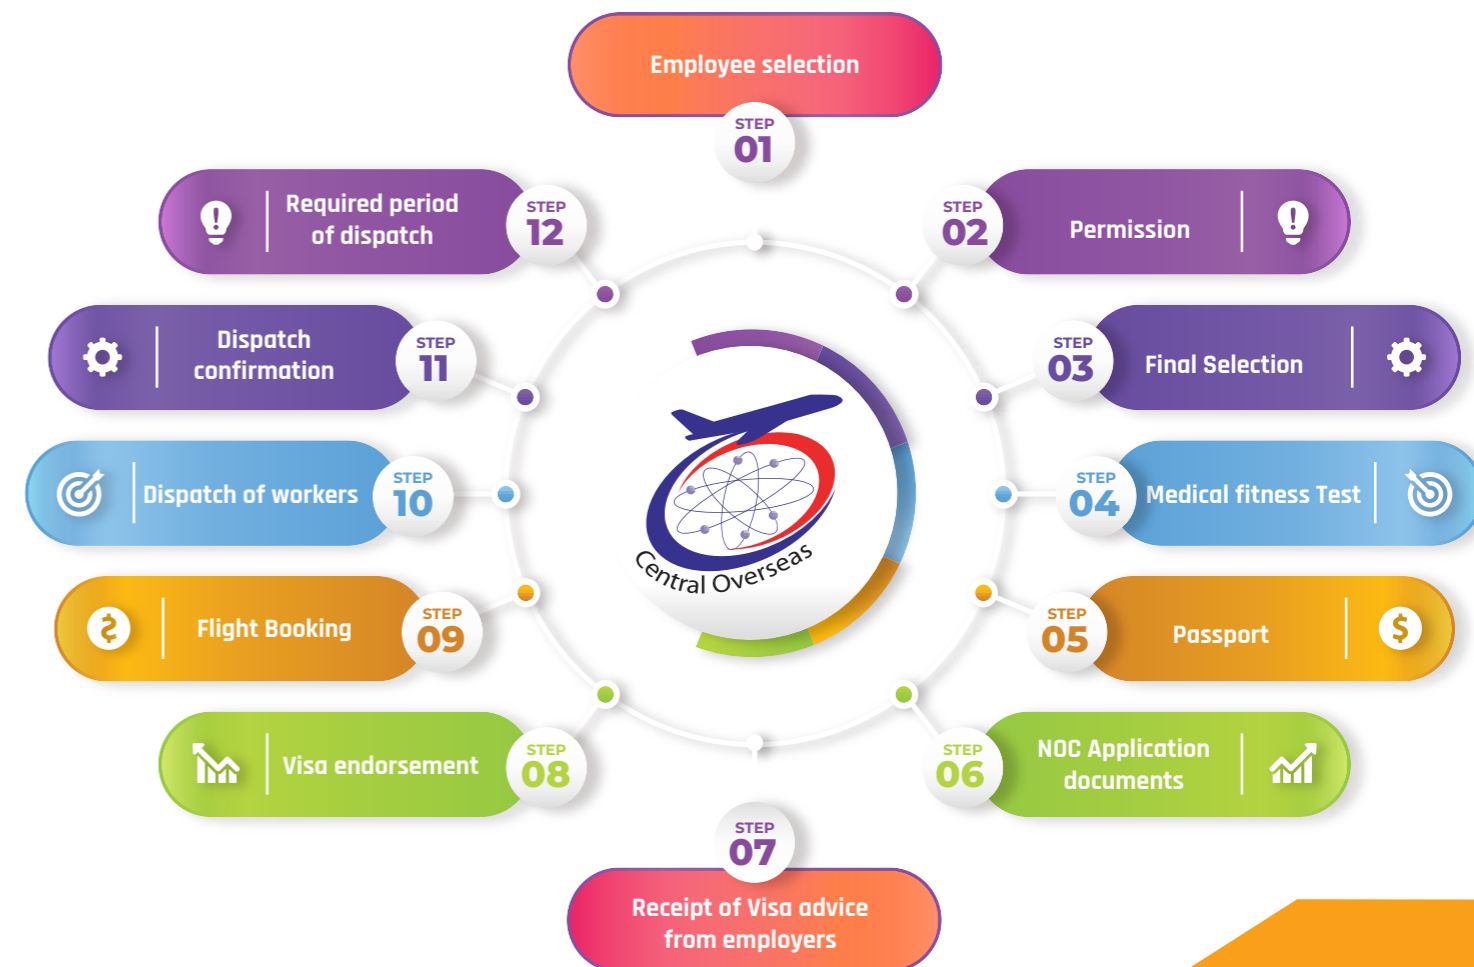 Employee selection
STEP
01
STEP
02
Permission
STEP
03
Final Selection
STEP
04
Medical fitness Test
STEP
05
Passport
STEP
06
NOC Application
documents
STEP
07
Receipt of Visa advice
from employers
STEP
08
Visa endorsement
STEP
09
Flight Booking
STEP
10
Dispatch of workers
STEP
11
Dispatch
confirmation
STEP
12
Required period
of dispatch
Central Overseas